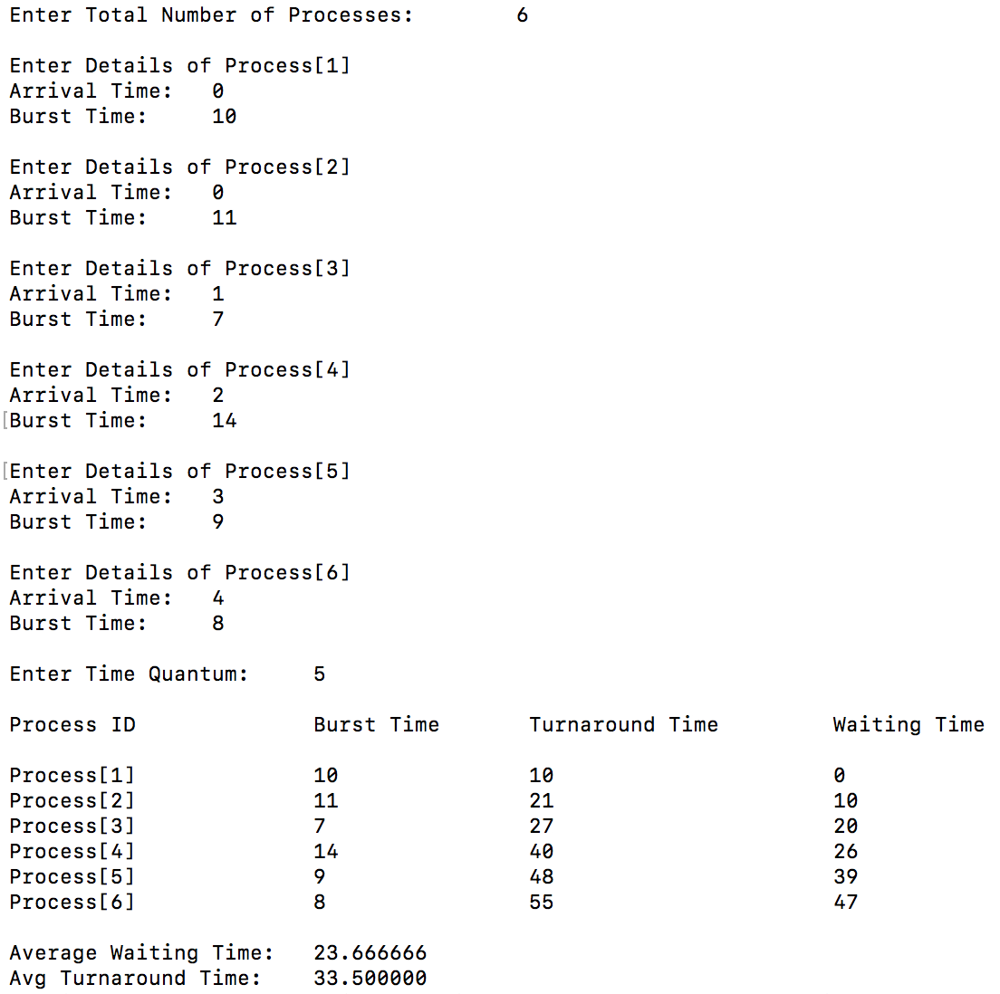 Enter Total Number of Processes: 6
Enter Details of Process[1]
Arrival Time: 0
Burst Time: 10
Enter Details of Process[2]
Arrival Time: 0
Burst Time: 11
Enter Details of Process[3]
Arrival Time: 1
Burst Time: 7
Enter Details of Process[4]
Arrival Time: 2
[Burst Time: 14
[Enter Details of Process[5]
Arrival Time: 3
Burst Time: 9
Enter Details of Process[6]
Arrival Time: 4
Burst Time: 8
Enter Time Quantum: 5
Process ID Burst Time Turnaround Time Waiting Time
Process[1] 10 10 0
Process[2] 11 21 10
Process[3] 7 27 20
Process[4] 14 40 26
Process[5] 9 48 39
Process[6] 8 55 47
Average Waiting Time: 23.666666
Avg Turnaround Time: 33.500000